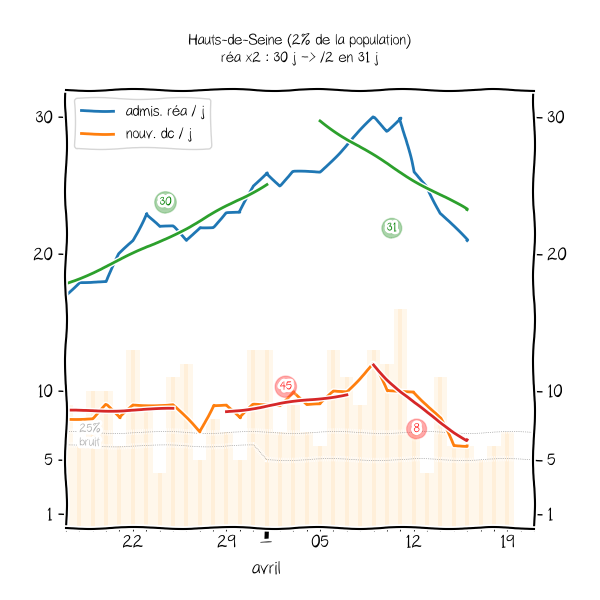 Hauts-de-Seine (2% de la population)
réa x2 : 30 j -> /2 en 31 j
admis. réa / j
nouv. dc / j
30 30
20 20
10 10
5 5
1 1
30
31
45
8
25%
bruit
22 29 05 12 19
avril